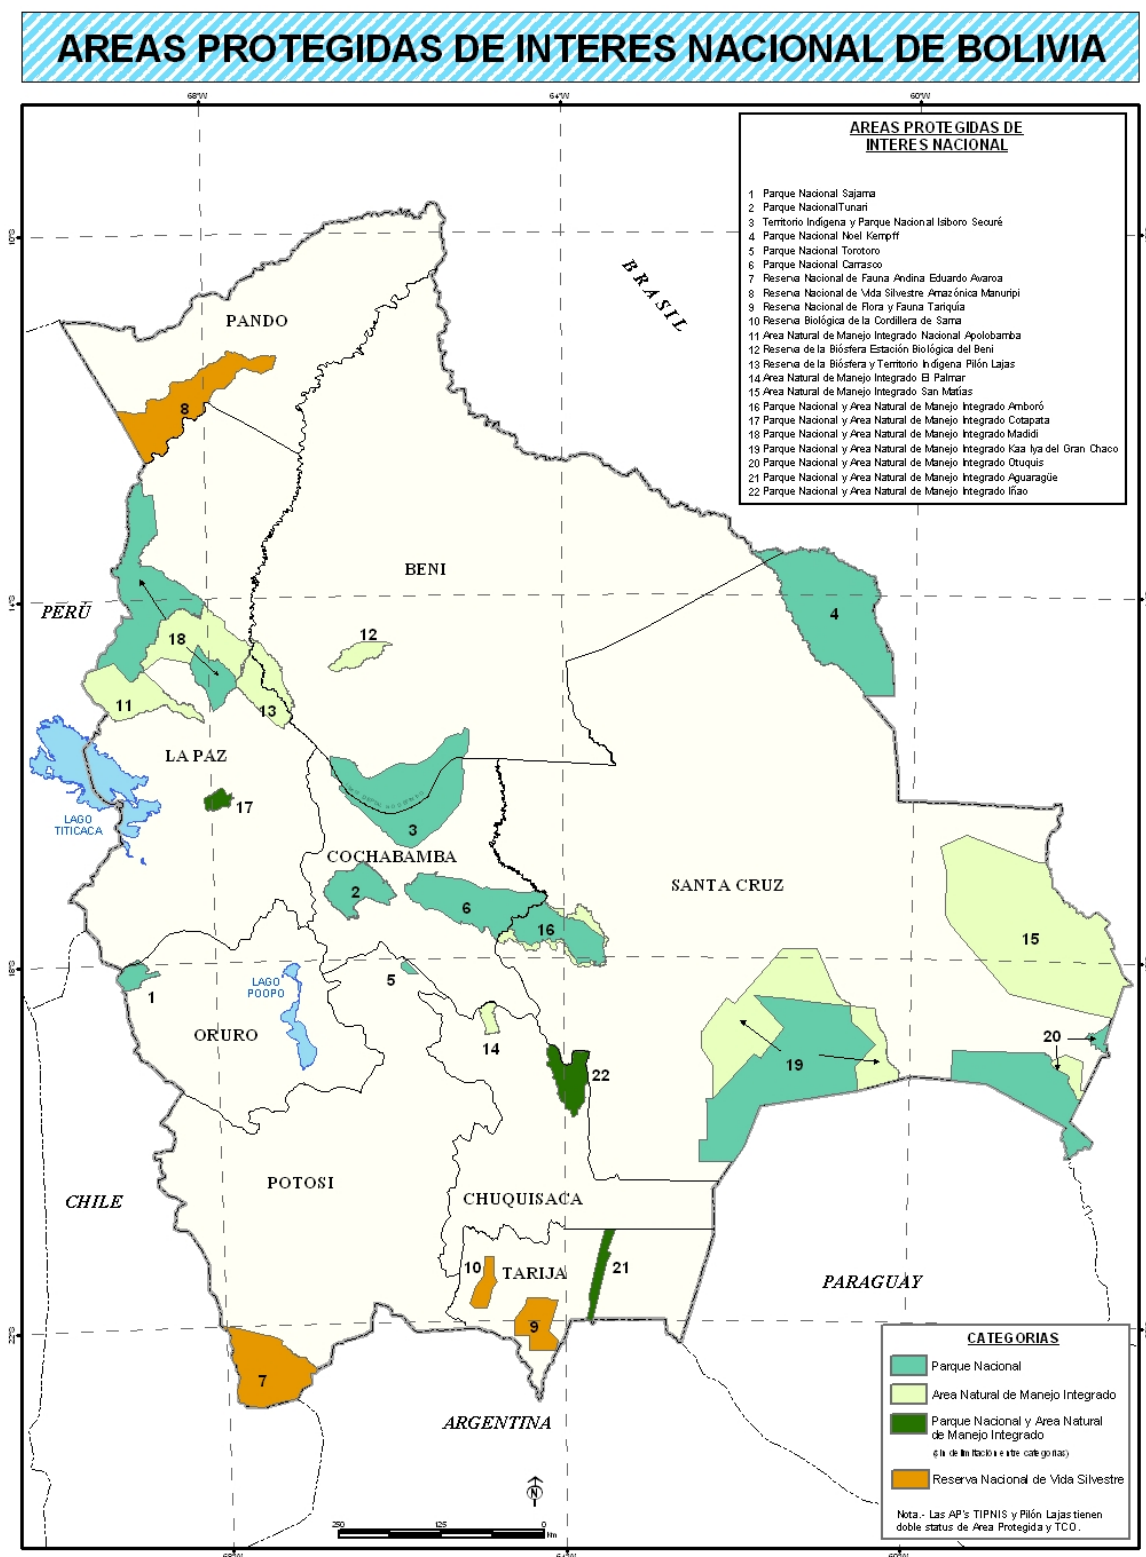 AREAS PROTEGIDAS DE INTERES NACIONAL DE BOLIVIA
68°W
64°W
60°W
AREAS PROTEGIDAS DE
INTERES NACIONAL
1 Parque Nacional Sajama
2 Parque NacionalTunari
3 Territorio Indígena y Parque Nacional Isiboro Securé
4 Parque Nacional Noel Kempff
5 Parque Nacional Torotoro
6 Parque Nacional Carrasco
7 Reserva Nacional de Fauna Andina Eduardo Avaroa
8 Reserva Nacional de Vida Silvestre Amazónica Manuripi
9 Reserva Nacional de Flora y Fauna Tariquía
10 Reserva Biológica de la Cordillera de Sama
11 Area Natural de Manejo Integrado Nacional Apolobamba
12 Reserva de la Biósfera Estación Biológica del Beni
13 Reserva de la Biósfera y Territorio Indígena Pilón Lajas
14 Area Natural de Manejo Integrado El Palmar
15 Area Natural de Manejo Integrado San Matías
16 Parque Nacional y Area Natural de Manejo Integrado Amboró
17 Parque Nacional y Area Natural de Manejo Integrado Cotapata
18 Parque Nacional y Area Natural de Manejo Integrado Madidi
19 Parque Nacional y Area Natural de Manejo Integrado Kaa Iya del Gran Chaco
20 Parque Nacional y Area Natural de Manejo Integrado Otuquis
21 Parque Nacional y Area Natural de Manejo Integrado Aguaragüe
22 Parque Nacional y Area Natural de Manejo Integrado Iñao
BRASIL
PANDO
8
BENI
PERÚ
4
12
18
11
13
LA PAZ
17
LAGO
TITICACA
3
COCHABAMBA
2
6
16
SANTA CRUZ
15
5
1
LAGO
POOPO
ORURO
14
20
19
22
POTOSI
CHUQUISACA
CHILE
10
TARIJA
21
PARAGUAY
9
7
ARGENTINA
CATEGORIAS
Parque Nacional
Area Natural de Manejo Integrado
Parque Nacional y Area Natural
de Manejo Integrado
(sin delimitación entre categorias)
Reserva Nacional de Vida Silvestre
Nota.- Las AP's TIPNIS y Pilón Lajas tienen
doble status de Area Protegida y TCO.
N
250 125 0
Km